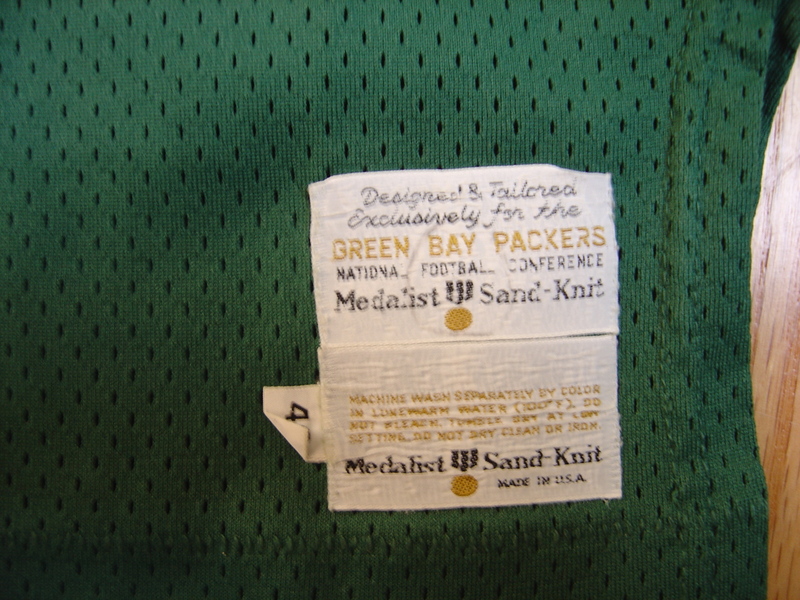 Designed & Tailored
Exclusively for the
GREEN BAY PACKERS
NATIONAL FOOTBALL CONFERENCE
Medalist Sand-Knit
MACHINE WASH SEPARATELY BY COLOR
IN LUKEWARM WATER (100°F). DO
NOT BLEACH. TUMBLE DRY AT LOW
SETTING. DO NOT DRY CLEAN OR IRON.
Medalist Sand-Knit
MADE IN U.S.A.
4